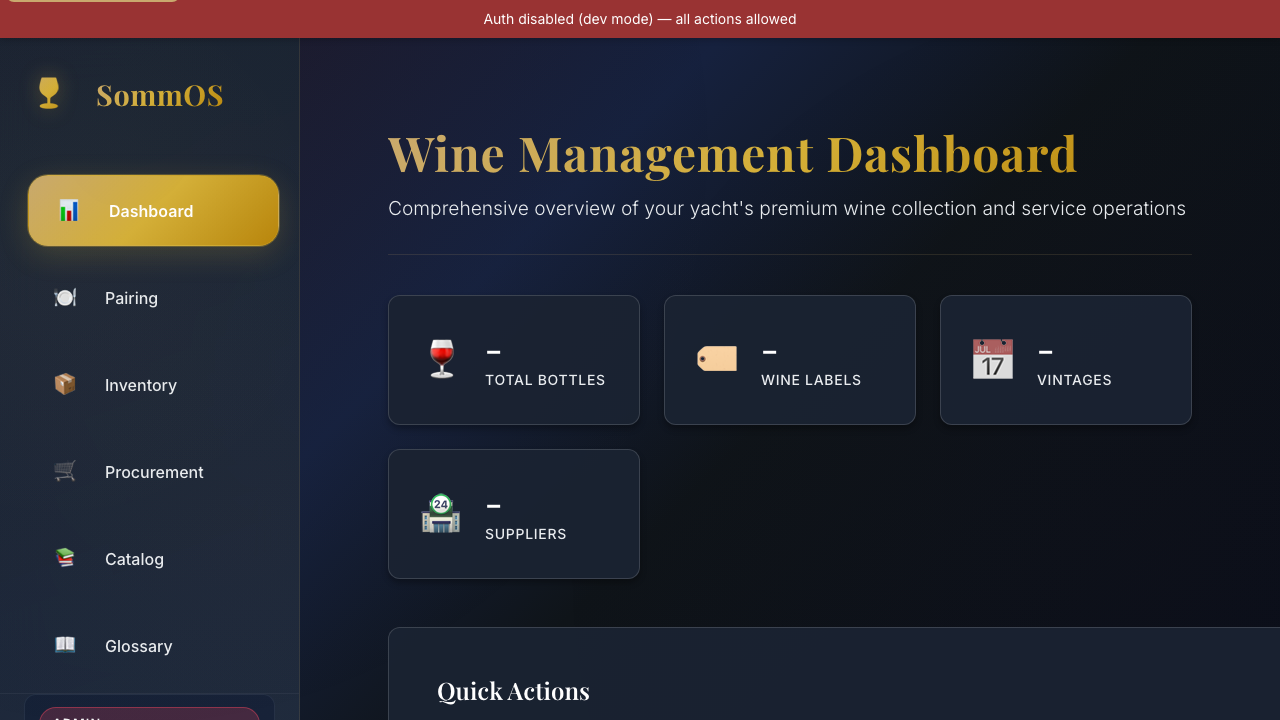 Auth disabled (dev mode) — all actions allowed
SommOS
Dashboard
Pairing
Inventory
Procurement
Catalog
Glossary
ADMIN
Wine Management Dashboard
Comprehensive overview of your yacht's premium wine collection and service operations
–
TOTAL BOTTLES
–
WINE LABELS
JUL
17
–
VINTAGES
24
–
SUPPLIERS
Quick Actions